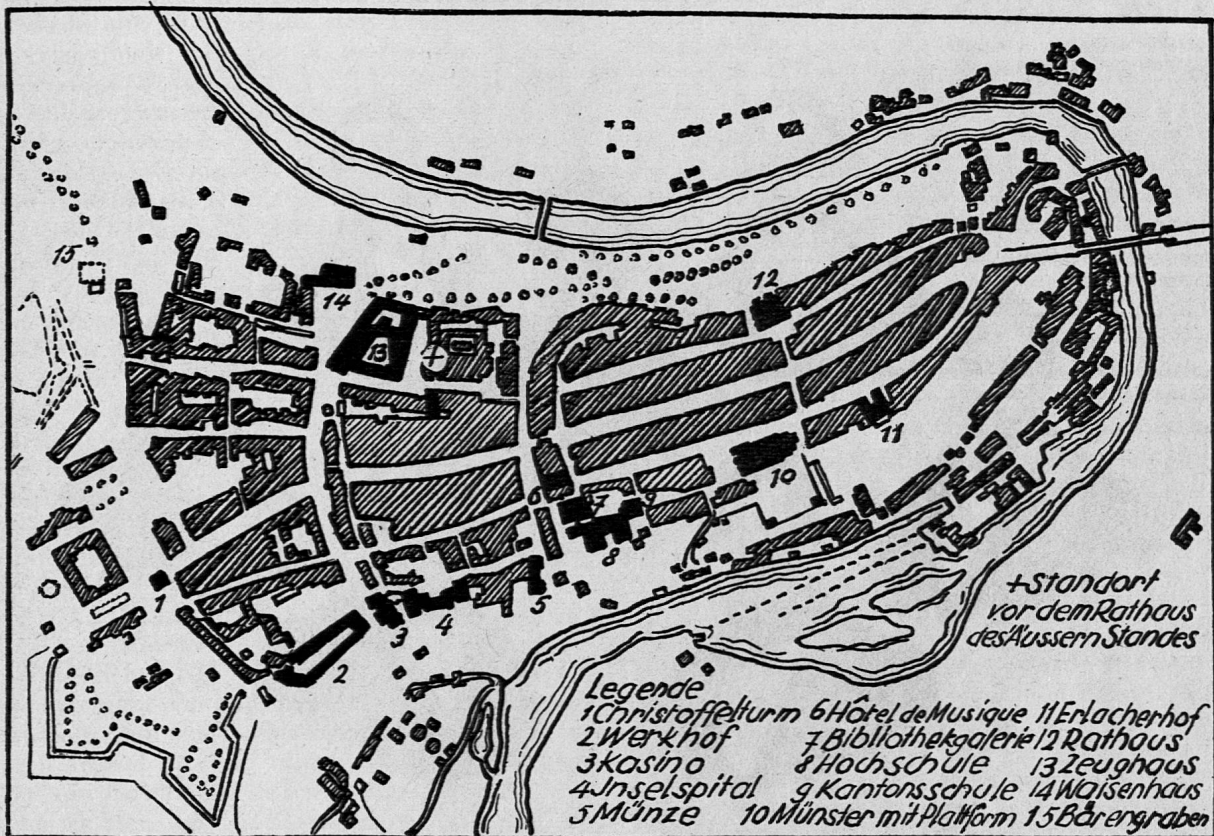 15
14
13
+
12
11
10
6
7
9
8
1
5
4
3
2
+Standort
vor dem Rathaus
des Äussern Standes
Legende
1 Christoffelturm 6 Hôtel de Musique 11 Erlacherhof
2 Werkhof 7 Bibliothekgalerie 12 Rathaus
3 Kasino 8 Hochschule 13 Zeughaus
4 Jnselspital 9 Kantonsschule 14 Waisenhaus
5 Münze 10 Münster mit Plattform 15 Bärengraben